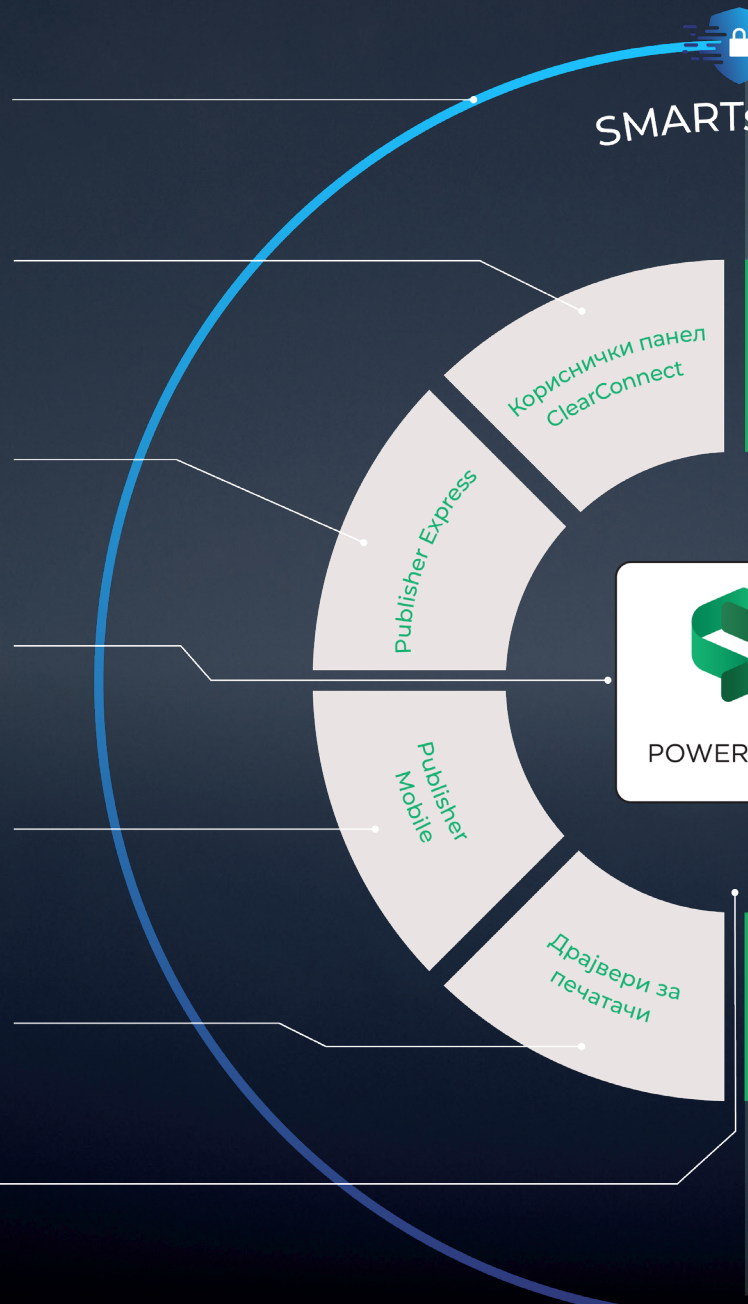 SMARTs
Кориснички панел
ClearConnect
Publisher Express
POWER
Publisher
Mobile
Драјвери за
печатачи